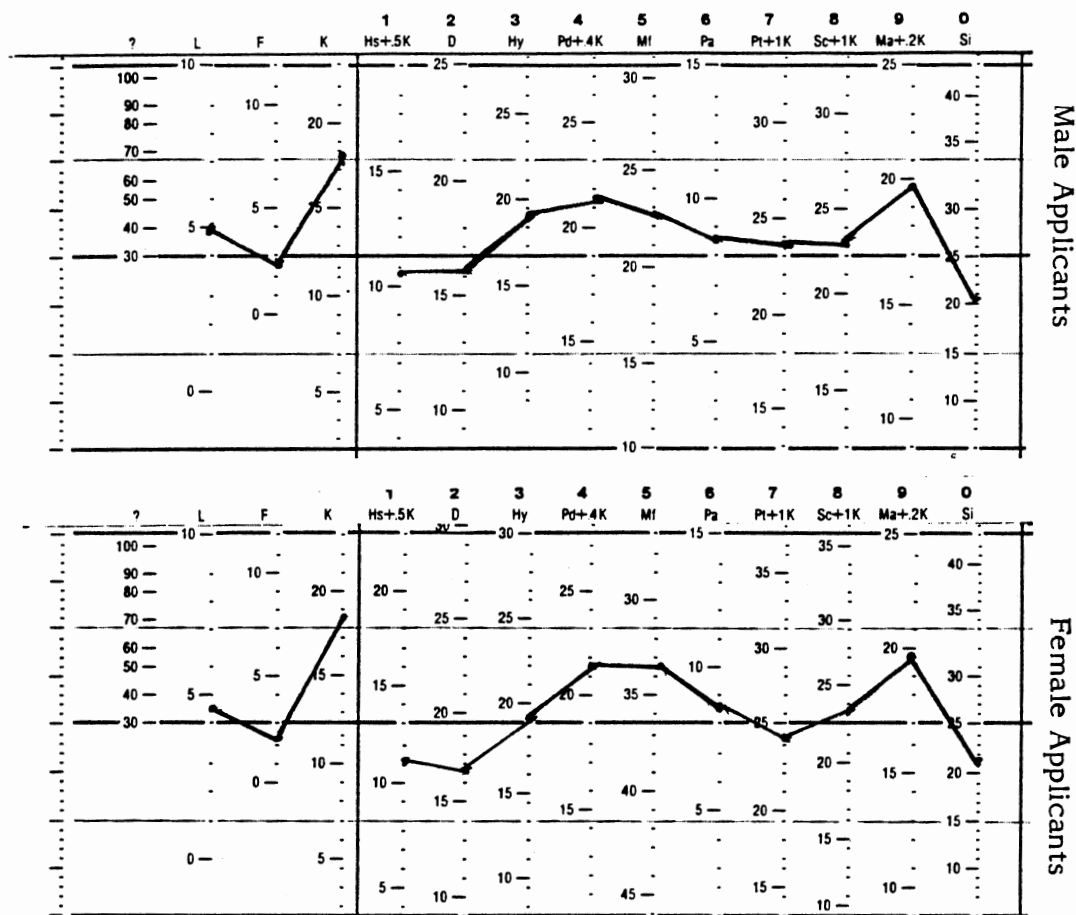 1 2 3 4 5 6 7 8 9 0
? L F K Hs+.5K D Hy Pd+.4K Mf Pa Pt+1K Sc+1K Ma+.2K Si
10 25 15 25
100 30 40
90 10 25 30
80 20 25 30 35
70 15 25
60 20 10 20
50 5 15 20 25 25 30
40 5 20
30 20 25
10 10 15 15 20 15 20
0 20
15 5 15
0 5 10 15 15 10
5 10 15 10
10
Male Applicants
1 2 3 4 5 6 7 8 9 0
? L F K Hs+.5K D Hy Pd+.4K Mf Pa Pt+1K Sc+1K Ma+.2K Si
10 30 30 15 25
100 35
90 10 35 40
80 20 20 25 30
70 25 25 30 35
60 30 20
50 5 15 15 10 25 30
40 5 20 20 35
30 20 25 25
10 20 15 20
0 10 15 15 40
15 5 20 15
0 5 15
5 10 15 10 10
10 45 10
Female Applicants